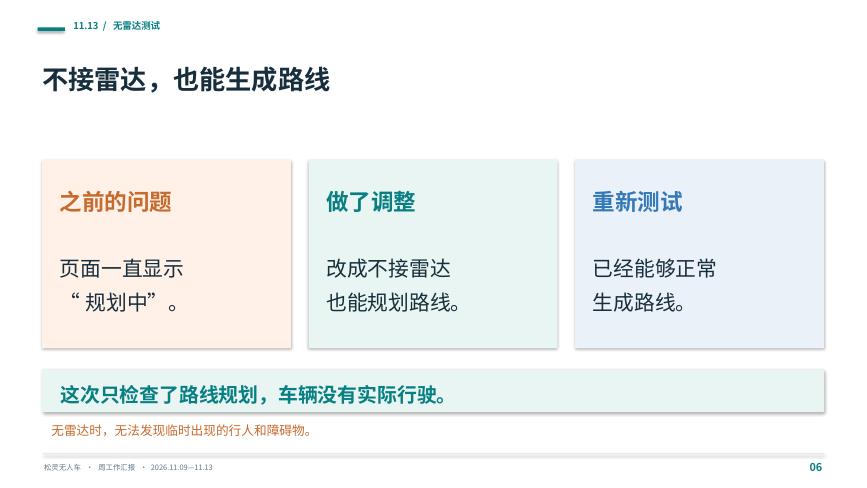 11.13 / 无雷达测试
不接雷达，也能生成路线
之前的问题
页面一直显示
“规划中”。
做了调整
改成不接雷达
也能规划路线。
重新测试
已经能够正常
生成路线。
这次只检查了路线规划，车辆没有实际行驶。
无雷达时，无法发现临时出现的行人和障碍物。
松灵无人车 · 周工作汇报 · 2026.11.09—11.13
06